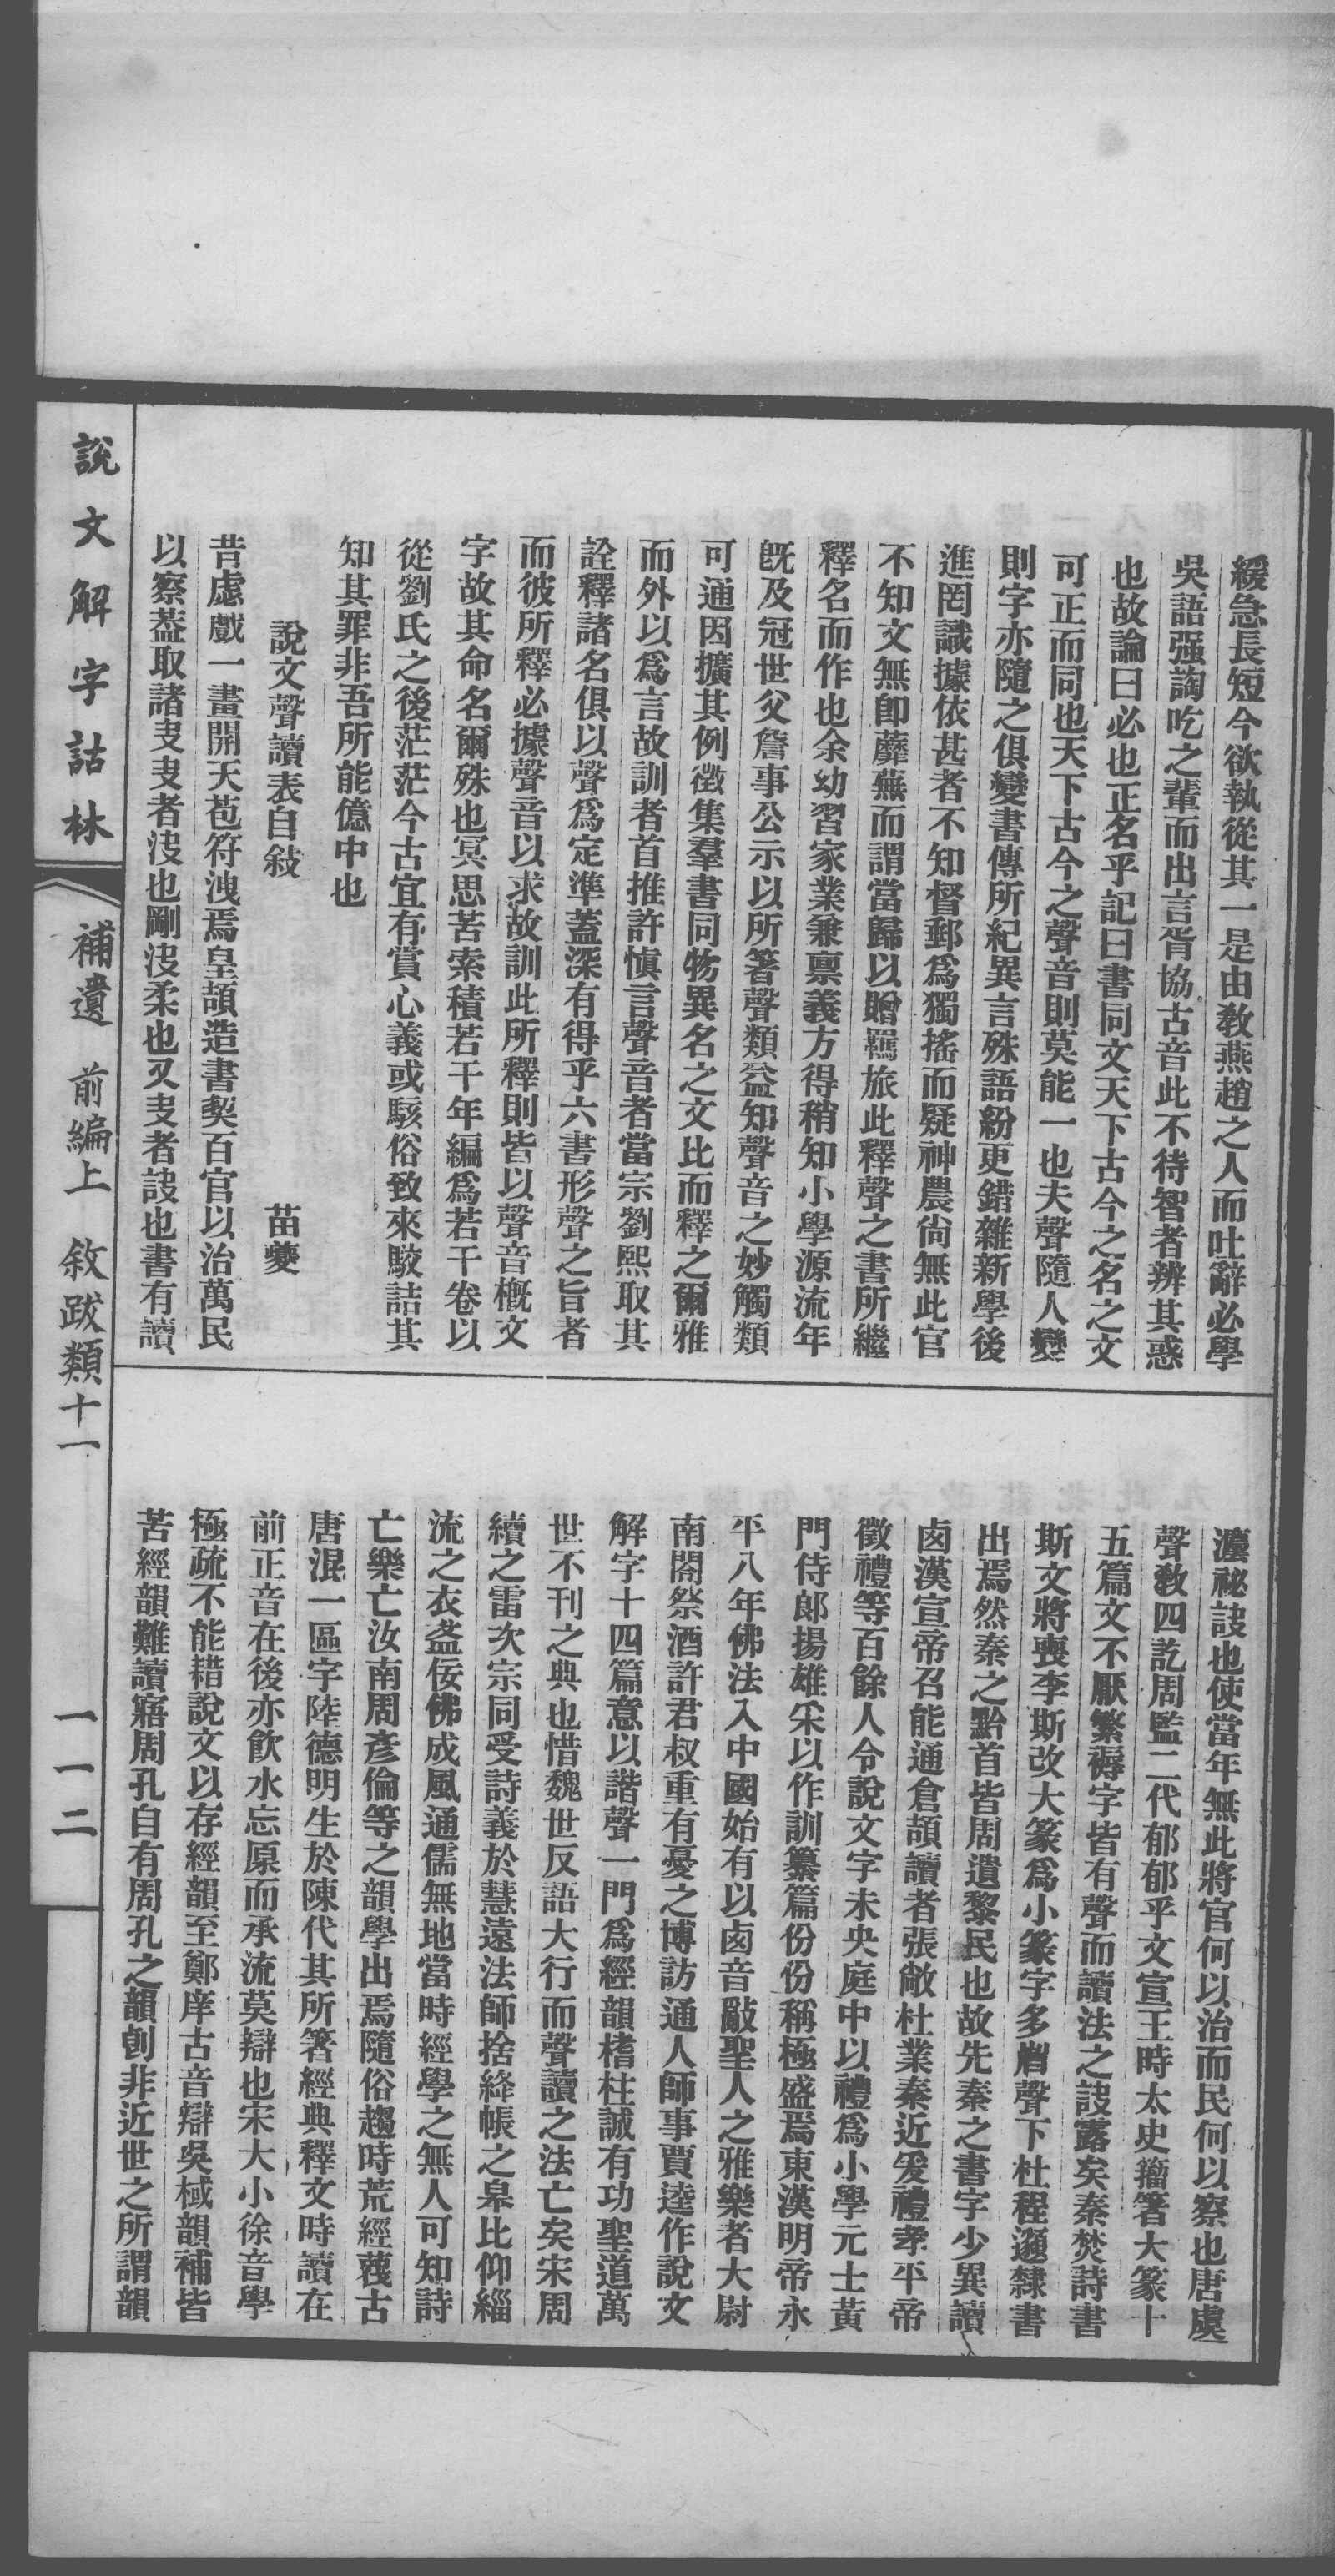 緩急長短今欲執從其一是由敎燕趙之人而吐辭必學
吳語强謅吃之輩而出言胥協古音此不待智者辨其惑
也故論曰必也正名乎記曰書同文天下古今之名之文
可正而同也天下古今之聲音則莫能一也夫聲隨人變
則字亦隨之俱變書傳所紀異言殊語紛更錯雜新學後
進罔識據依甚者不知督郵爲獨搖而疑神農尙無此官
不知文無卽蘼蕪而謂當歸以贈羈旅此釋聲之書所繼
釋名而作也余幼習家業兼禀義方得稍知小學源流年
旣及冠世父詹事公示以所箸聲類益知聲音之妙觸類
可通因擴其例徵集羣書同物異名之文比而釋之爾雅
而外以爲言故訓者首推許愼言聲音者當宗劉熙取其
詮釋諸名俱以聲爲定準蓋深有得乎六書形聲之旨者
而彼所釋必據聲音以求故訓此所釋則皆以聲音槪文
字故其命名爾殊也冥思苦索積若干年編爲若干卷以
從劉氏之後茫茫今古宜有賞心義或駭俗致來駮詰其
知其罪非吾所能億中也
說文聲讀表自敍　苗夔
昔虙戲一畫開天苞符洩焉皇頡造書契百官以治萬民
以察蓋取諸夬夬者決也剛決柔也又夬者訣也書有讀
灋祕訣也使當年無此將官何以治而民何以察也唐虞
聲敎四訖周監二代郁郁乎文宣王時太史籒箸大篆十
五篇文不厭繁褥字皆有聲而讀法之訣露矣秦焚詩書
斯文將喪李斯改大篆爲小篆字多省聲下杜程邈隸書
出焉然秦之黔首皆周遺黎民也故先秦之書字少異讀
卤漢宣帝召能通倉頡讀者張敞杜業秦近爰禮孝平帝
徵禮等百餘人令說文字未央庭中以禮爲小學元士黃
門侍郎揚雄采以作訓纂篇份份稱極盛焉東漢明帝永
平八年佛法入中國始有以卤音敺聖人之雅樂者大尉
南閣祭酒許君叔重有憂之博訪通人師事賈逵作說文
解字十四篇意以諧聲一門爲經韻榰柱誠有功聖道萬
世不刊之典也惜魏世反語大行而聲讀之法亡矣宋周
續之雷次宗同受詩義於慧遠法師捨絳帳之皋比仰緇
流之衣盋佞佛成風通儒無地當時經學之無人可知詩
亡樂亡汝南周彥倫等之韻學出焉隨俗趨時荒經蔑古
唐混一區字陸德明生於陳代其所箸經典釋文時讀在
前正音在後亦飮水忘原而承流莫辯也宋大小徐音學
極疏不能藉說文以存經韻至鄭庠古音辯吳棫韻補皆
苦經韻難讀寤周孔自有周孔之韻創非近世之所謂韻
說文解字詁林
補遺　前編上　敘跋類十一
一一二